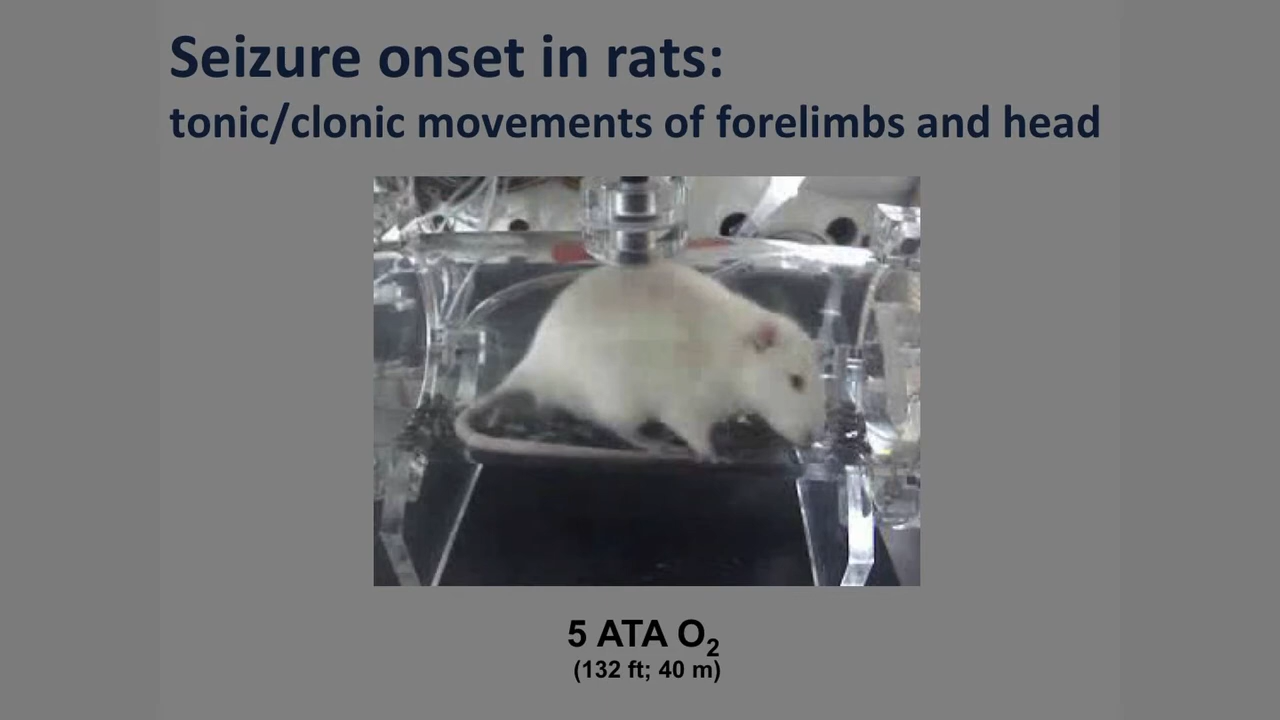 Seizure onset in rats:
tonic/clonic movements of forelimbs and head
5 ATA O₂
(132 ft; 40 m)